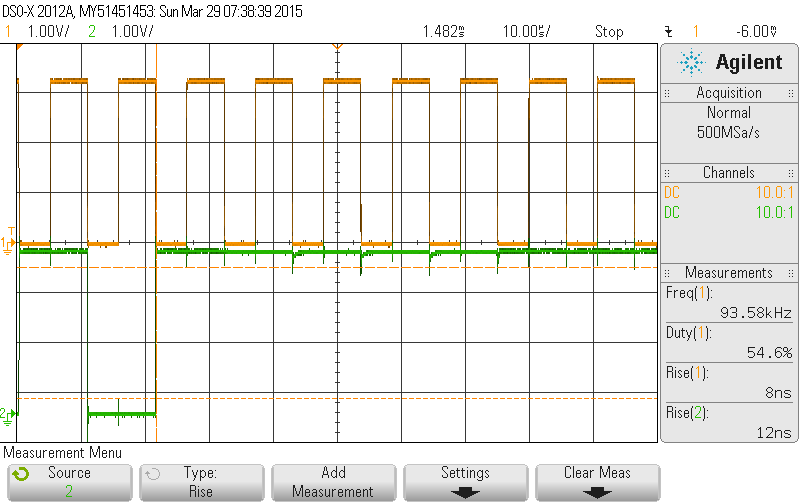 DSO-X 2012A, MY51451453: Sun Mar 29 07:38:39 2015
1 1.00V/ 2 1.00V/ 1.482s 10.00s/ Stop 1 -6.00V
Agilent
Acquisition
Normal
500MSa/s
Channels
DC 10.0:1
DC 10.0:1
Measurements
Freq(1):
93.58kHz
Duty(1):
54.6%
Rise(1):
8ns
Rise(2):
12ns
T
1
2
Measurement Menu
Source
2
Type:
Rise
Add
Measurement
Settings
Clear Meas